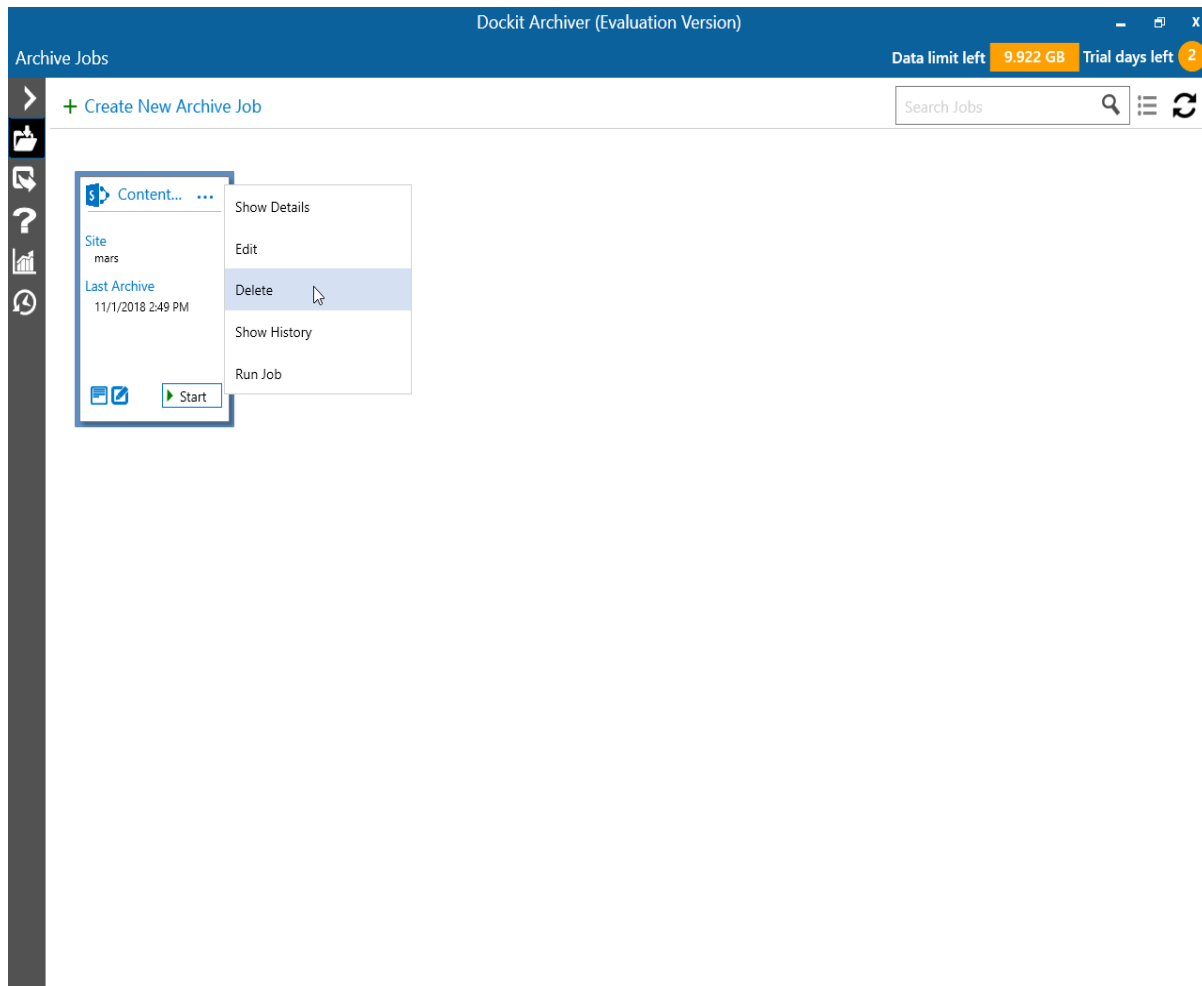 Dockit Archiver (Evaluation Version)
Archive Jobs
Data limit left 9.922 GB Trial days left 2
+ Create New Archive Job
Search Jobs
Content... ...
Site
mars
Last Archive
11/1/2018 2:49 PM
Start
Show Details
Edit
Delete
Show History
Run Job